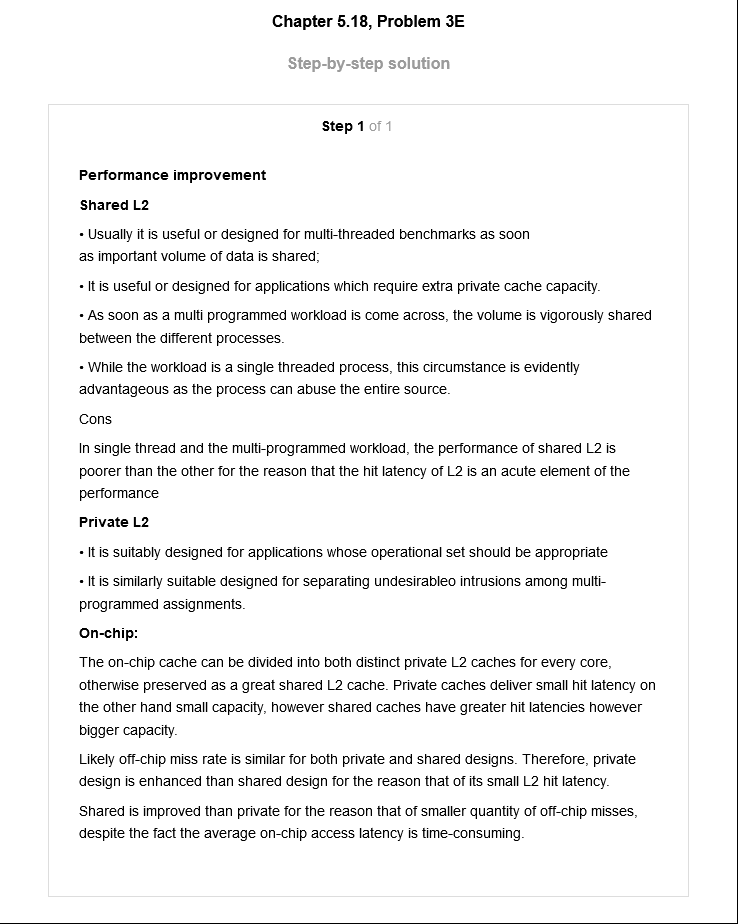 Chapter 5.18, Problem 3E
Step-by-step solution
Step 1 of 1
Performance improvement
Shared L2
• Usually it is useful or designed for multi-threaded benchmarks as soon
as important volume of data is shared;
• It is useful or designed for applications which require extra private cache capacity.
• As soon as a multi programmed workload is come across, the volume is vigorously shared
between the different processes.
• While the workload is a single threaded process, this circumstance is evidently
advantageous as the process can abuse the entire source.
Cons
In single thread and the multi-programmed workload, the performance of shared L2 is
poorer than the other for the reason that the hit latency of L2 is an acute element of the
performance
Private L2
• It is suitably designed for applications whose operational set should be appropriate
• It is similarly suitable designed for separating undesirableo intrusions among multi-
programmed assignments.
On-chip:
The on-chip cache can be divided into both distinct private L2 caches for every core,
otherwise preserved as a great shared L2 cache. Private caches deliver small hit latency on
the other hand small capacity, however shared caches have greater hit latencies however
bigger capacity.
Likely off-chip miss rate is similar for both private and shared designs. Therefore, private
design is enhanced than shared design for the reason that of its small L2 hit latency.
Shared is improved than private for the reason that of smaller quantity of off-chip misses,
despite the fact the average on-chip access latency is time-consuming.